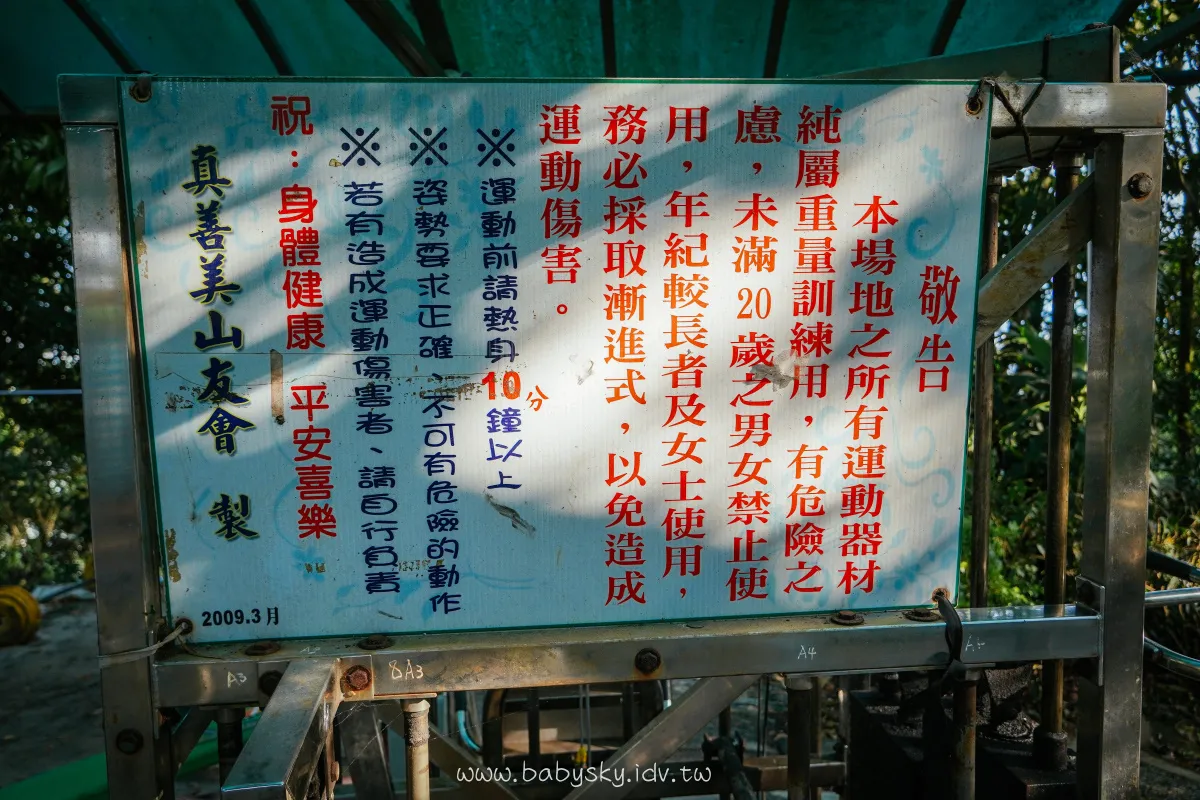 敬告
本場地之所有運動器材
純屬重量訓練用，有危險之
慮，未滿20歲之男女禁止使
用，年紀較長者及女士使用，
務必採取漸進式，以免造成
運動傷害。
※運動前請熱身10分鐘以上
※姿勢要求正確、不可有危險的動作
※若有造成運動傷害者、請自行負責
祝：身體健康 平安喜樂
真善美山友會 製
2009.3月
A3
8A3
A4
www.babysky.idv.tw